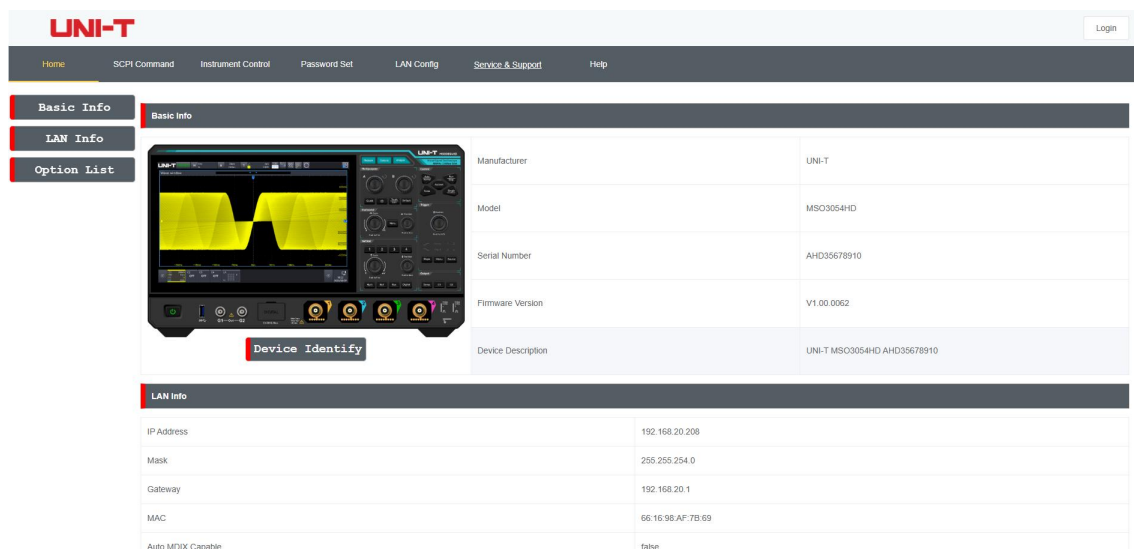 UNI-T
Login
Home SCPI Command Instrument Control Password Set LAN Config Service & Support Help
Basic Info
LAN Info
Option List
Basic Info
UNI-T
UNI-T
Manufacturer UNI-T
Model MSO3054HD
Serial Number AHD35678910
Firmware Version V1.00.0062
Device Description UNI-T MSO3054HD AHD35678910
Device Identify
LAN Info
IP Address 192.168.20.208
Mask 255.255.254.0
Gateway 192.168.20.1
MAC 66:16:98:AF:7B:69
Auto MDIX Capable false